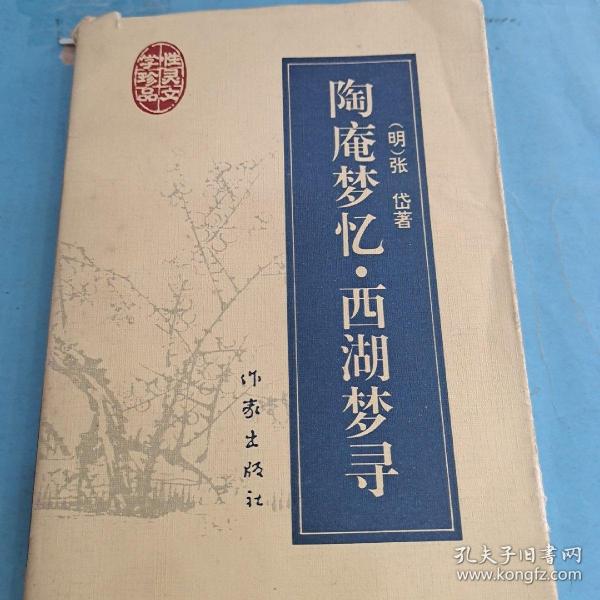 性灵文
学珍品
陶庵梦忆·西湖梦寻
（明）张 岱著
作家出版社
孔夫子旧书网
www.kongfz.com